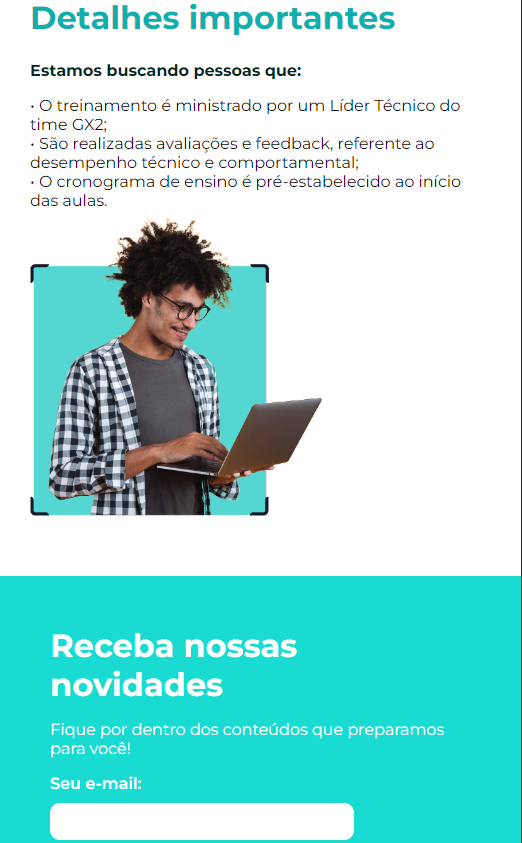 Detalhes importantes
Estamos buscando pessoas que:
• O treinamento é ministrado por um Líder Técnico do
time GX2;
• São realizadas avaliações e feedback, referente ao
desempenho técnico e comportamental;
• O cronograma de ensino é pré-estabelecido ao início
das aulas.
Receba nossas
novidades
Fique por dentro dos conteúdos que preparamos
para você!
Seu e-mail: